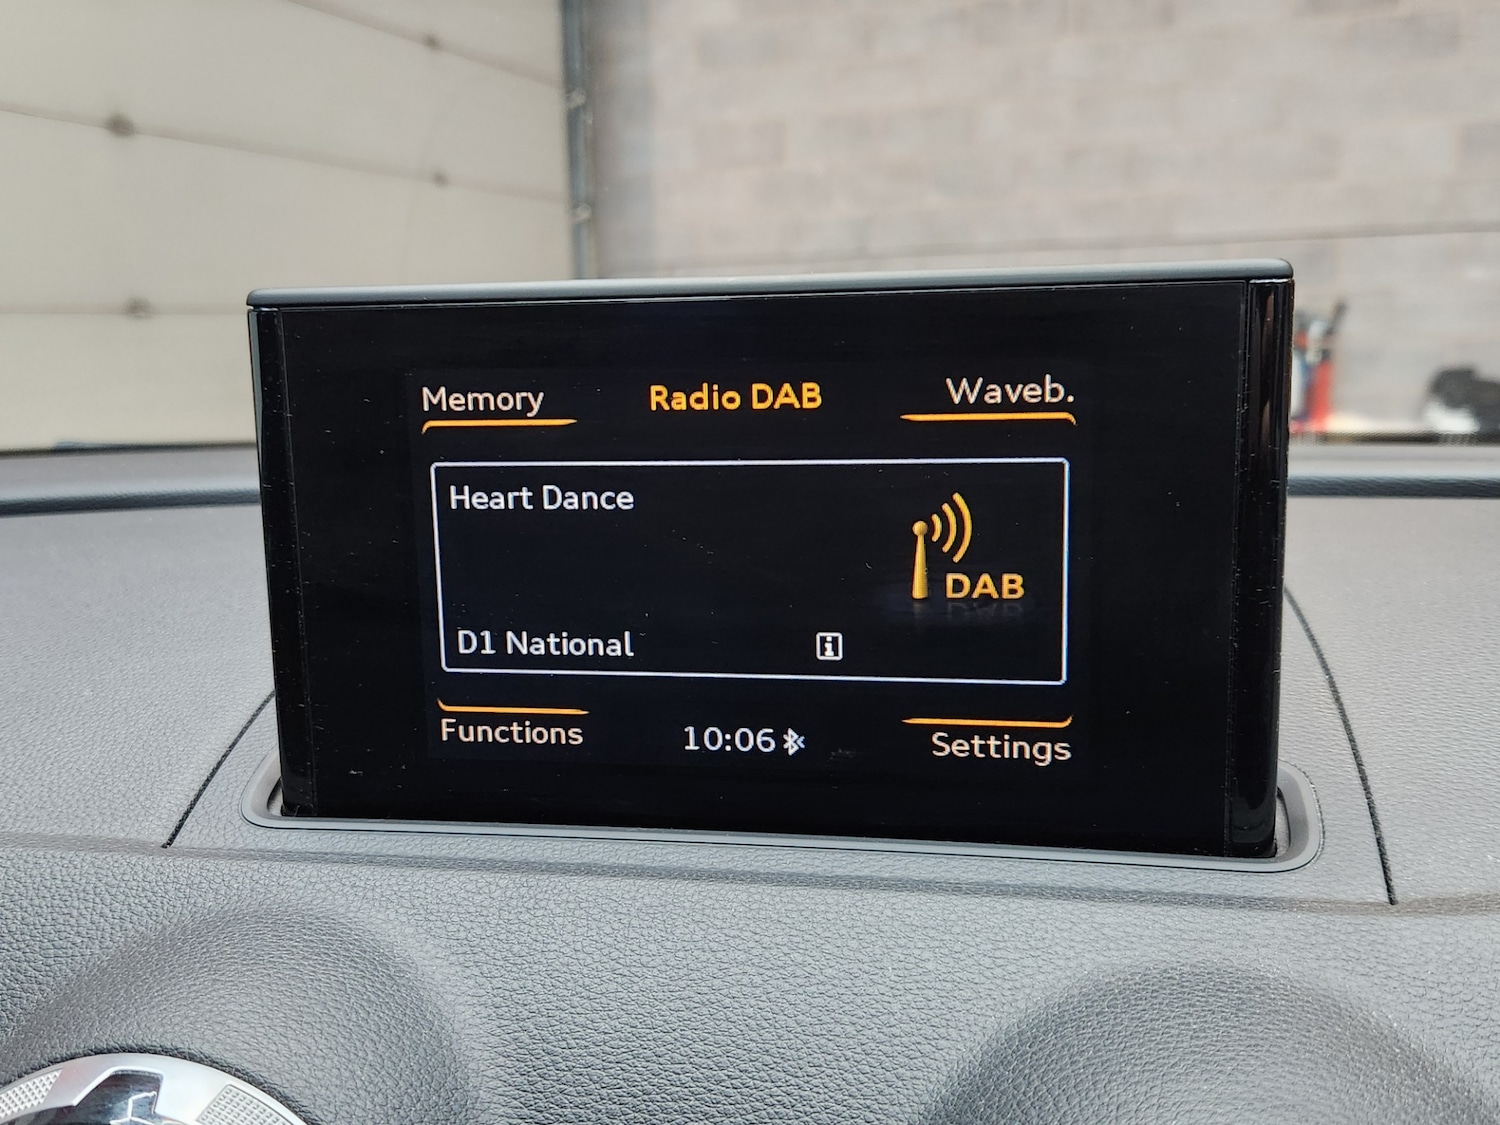 Memory
Radio DAB
Waveb.
Heart Dance
DAB
D1 National
i
Functions
10:06
Settings